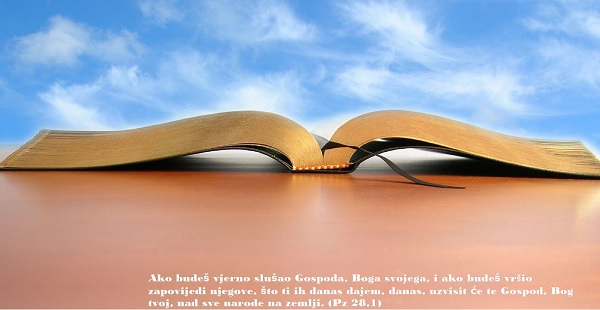 Ako budeš vjerno slušao Gospoda, Boga svojega, i ako budeš vršio
zapovijedi njegove, što ti ih danas dajem, danas, uzvisit će te Gospod, Bog
tvoj, nad sve narode na zemlji. (Pz 28,1)